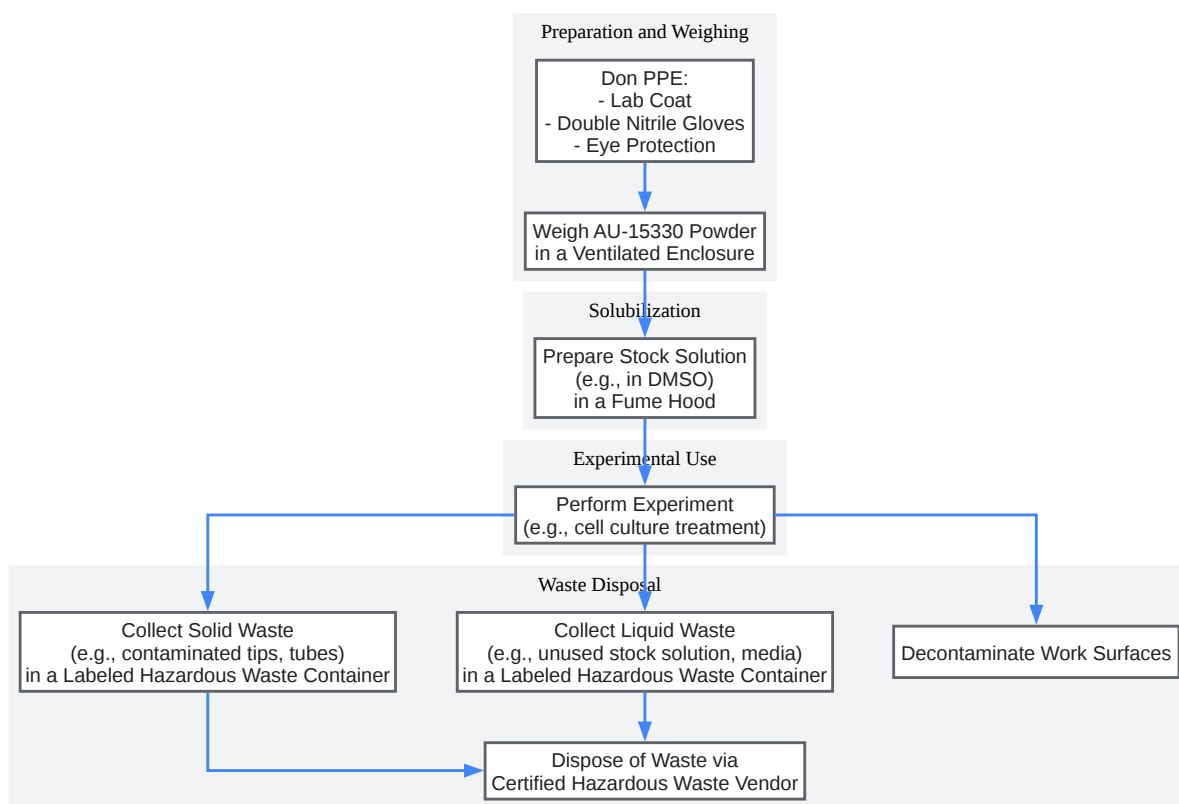 Preparation and Weighing
Don PPE:
- Lab Coat
- Double Nitrile Gloves
- Eye Protection
Weigh AU-15330 Powder
in a Ventilated Enclosure
Solubilization
Prepare Stock Solution
(e.g., in DMSO)
in a Fume Hood
Experimental Use
Perform Experiment
(e.g., cell culture treatment)
Waste Disposal
Collect Solid Waste
(e.g., contaminated tips, tubes)
in a Labeled Hazardous Waste Container
Collect Liquid Waste
(e.g., unused stock solution, media)
in a Labeled Hazardous Waste Container
Decontaminate Work Surfaces
Dispose of Waste via
Certified Hazardous Waste Vendor